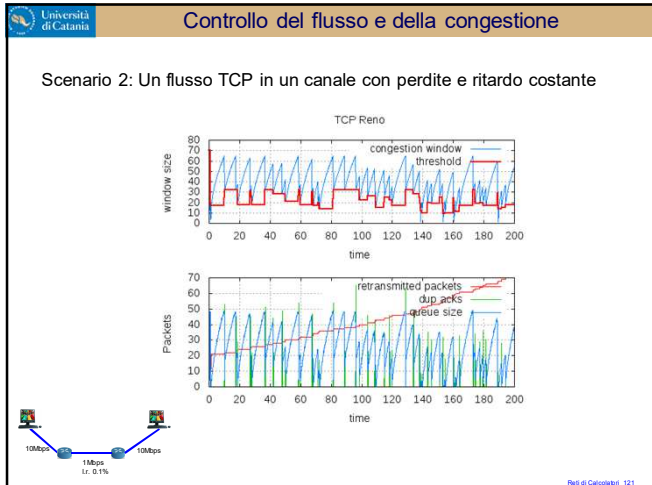 Università
di Catania
Controllo del flusso e della congestione
Scenario 2: Un flusso TCP in un canale con perdite e ritardo costante
TCP Reno
window size
80
70
60
50
40
30
20
10
0
congestion window
threshold
0 20 40 60 80 100 120 140 160 180 200
time
Packets
70
60
50
40
30
20
10
0
retransmitted packets
dup acks
queue size
0 20 40 60 80 100 120 140 160 180 200
time
10Mbps
1Mbps
l.r. 0.1%
10Mbps
Reti di Calcolatori 121